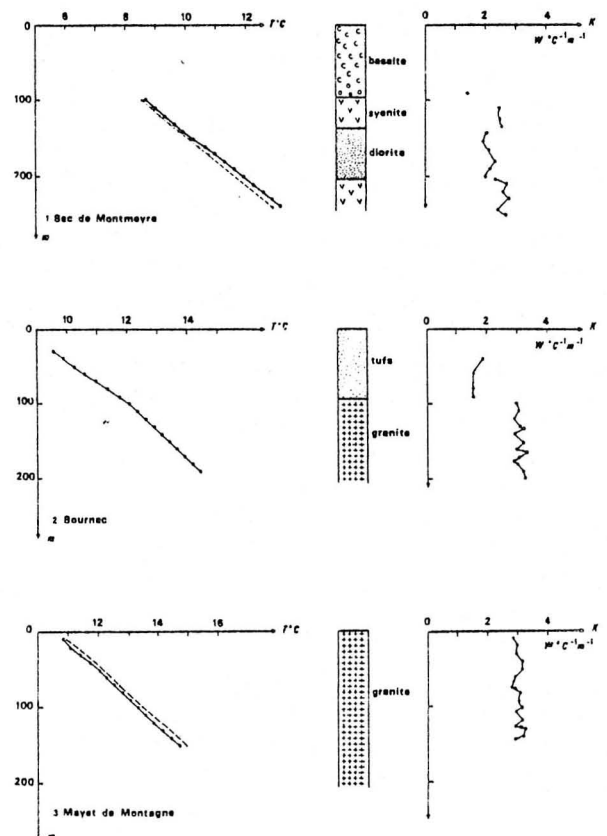 6 8 10 12 T°C
0
100
200
m
1 Sac de Montmeyre
basalte
syenite
diorite
0 2 4 K
W °C⁻¹m⁻¹
10 12 14 T°C
0
100
200
m
2 Bournac
tufs
granite
0 2 4 K
W °C⁻¹m⁻¹
12 14 16 T°C
0
100
200
3 Mayet de Montagne
granite
0 2 4 K
W °C⁻¹m⁻¹